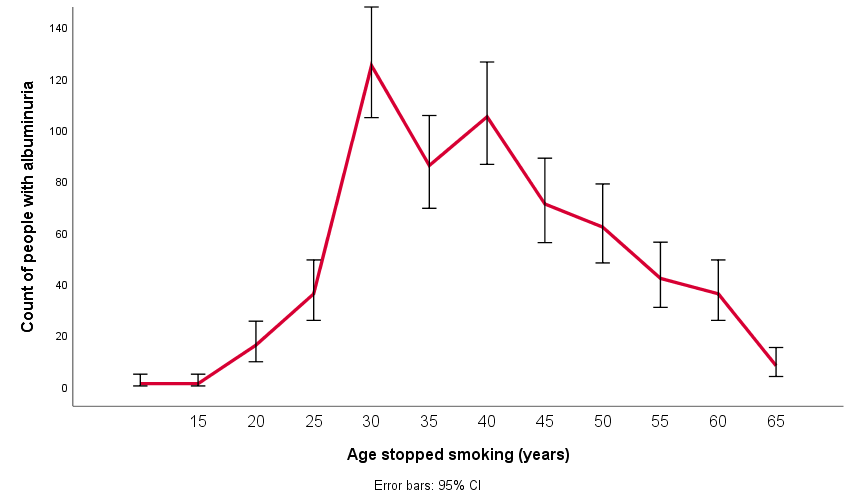 Count of people with albuminuria
140
120
100
80
60
40
20
0
15 20 25 30 35 40 45 50 55 60 65
Age stopped smoking (years)
Error bars: 95% CI